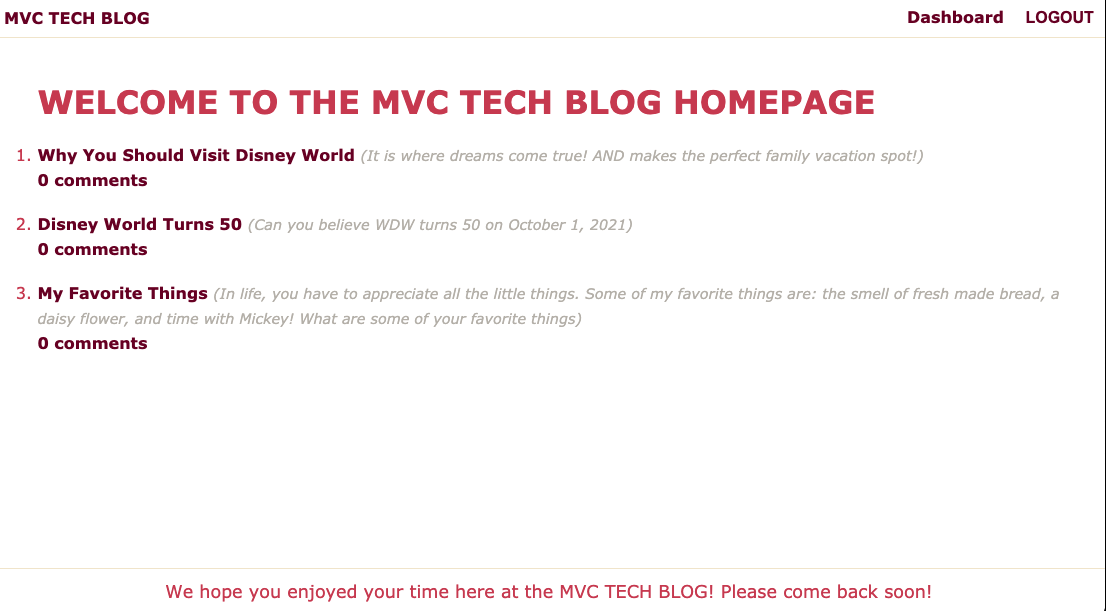 MVC TECH BLOG Dashboard LOGOUT
WELCOME TO THE MVC TECH BLOG HOMEPAGE
1. Why You Should Visit Disney World (It is where dreams come true! AND makes the perfect family vacation spot!)
0 comments
2. Disney World Turns 50 (Can you believe WDW turns 50 on October 1, 2021)
0 comments
3. My Favorite Things (In life, you have to appreciate all the little things. Some of my favorite things are: the smell of fresh made bread, a
daisy flower, and time with Mickey! What are some of your favorite things)
0 comments
We hope you enjoyed your time here at the MVC TECH BLOG! Please come back soon!